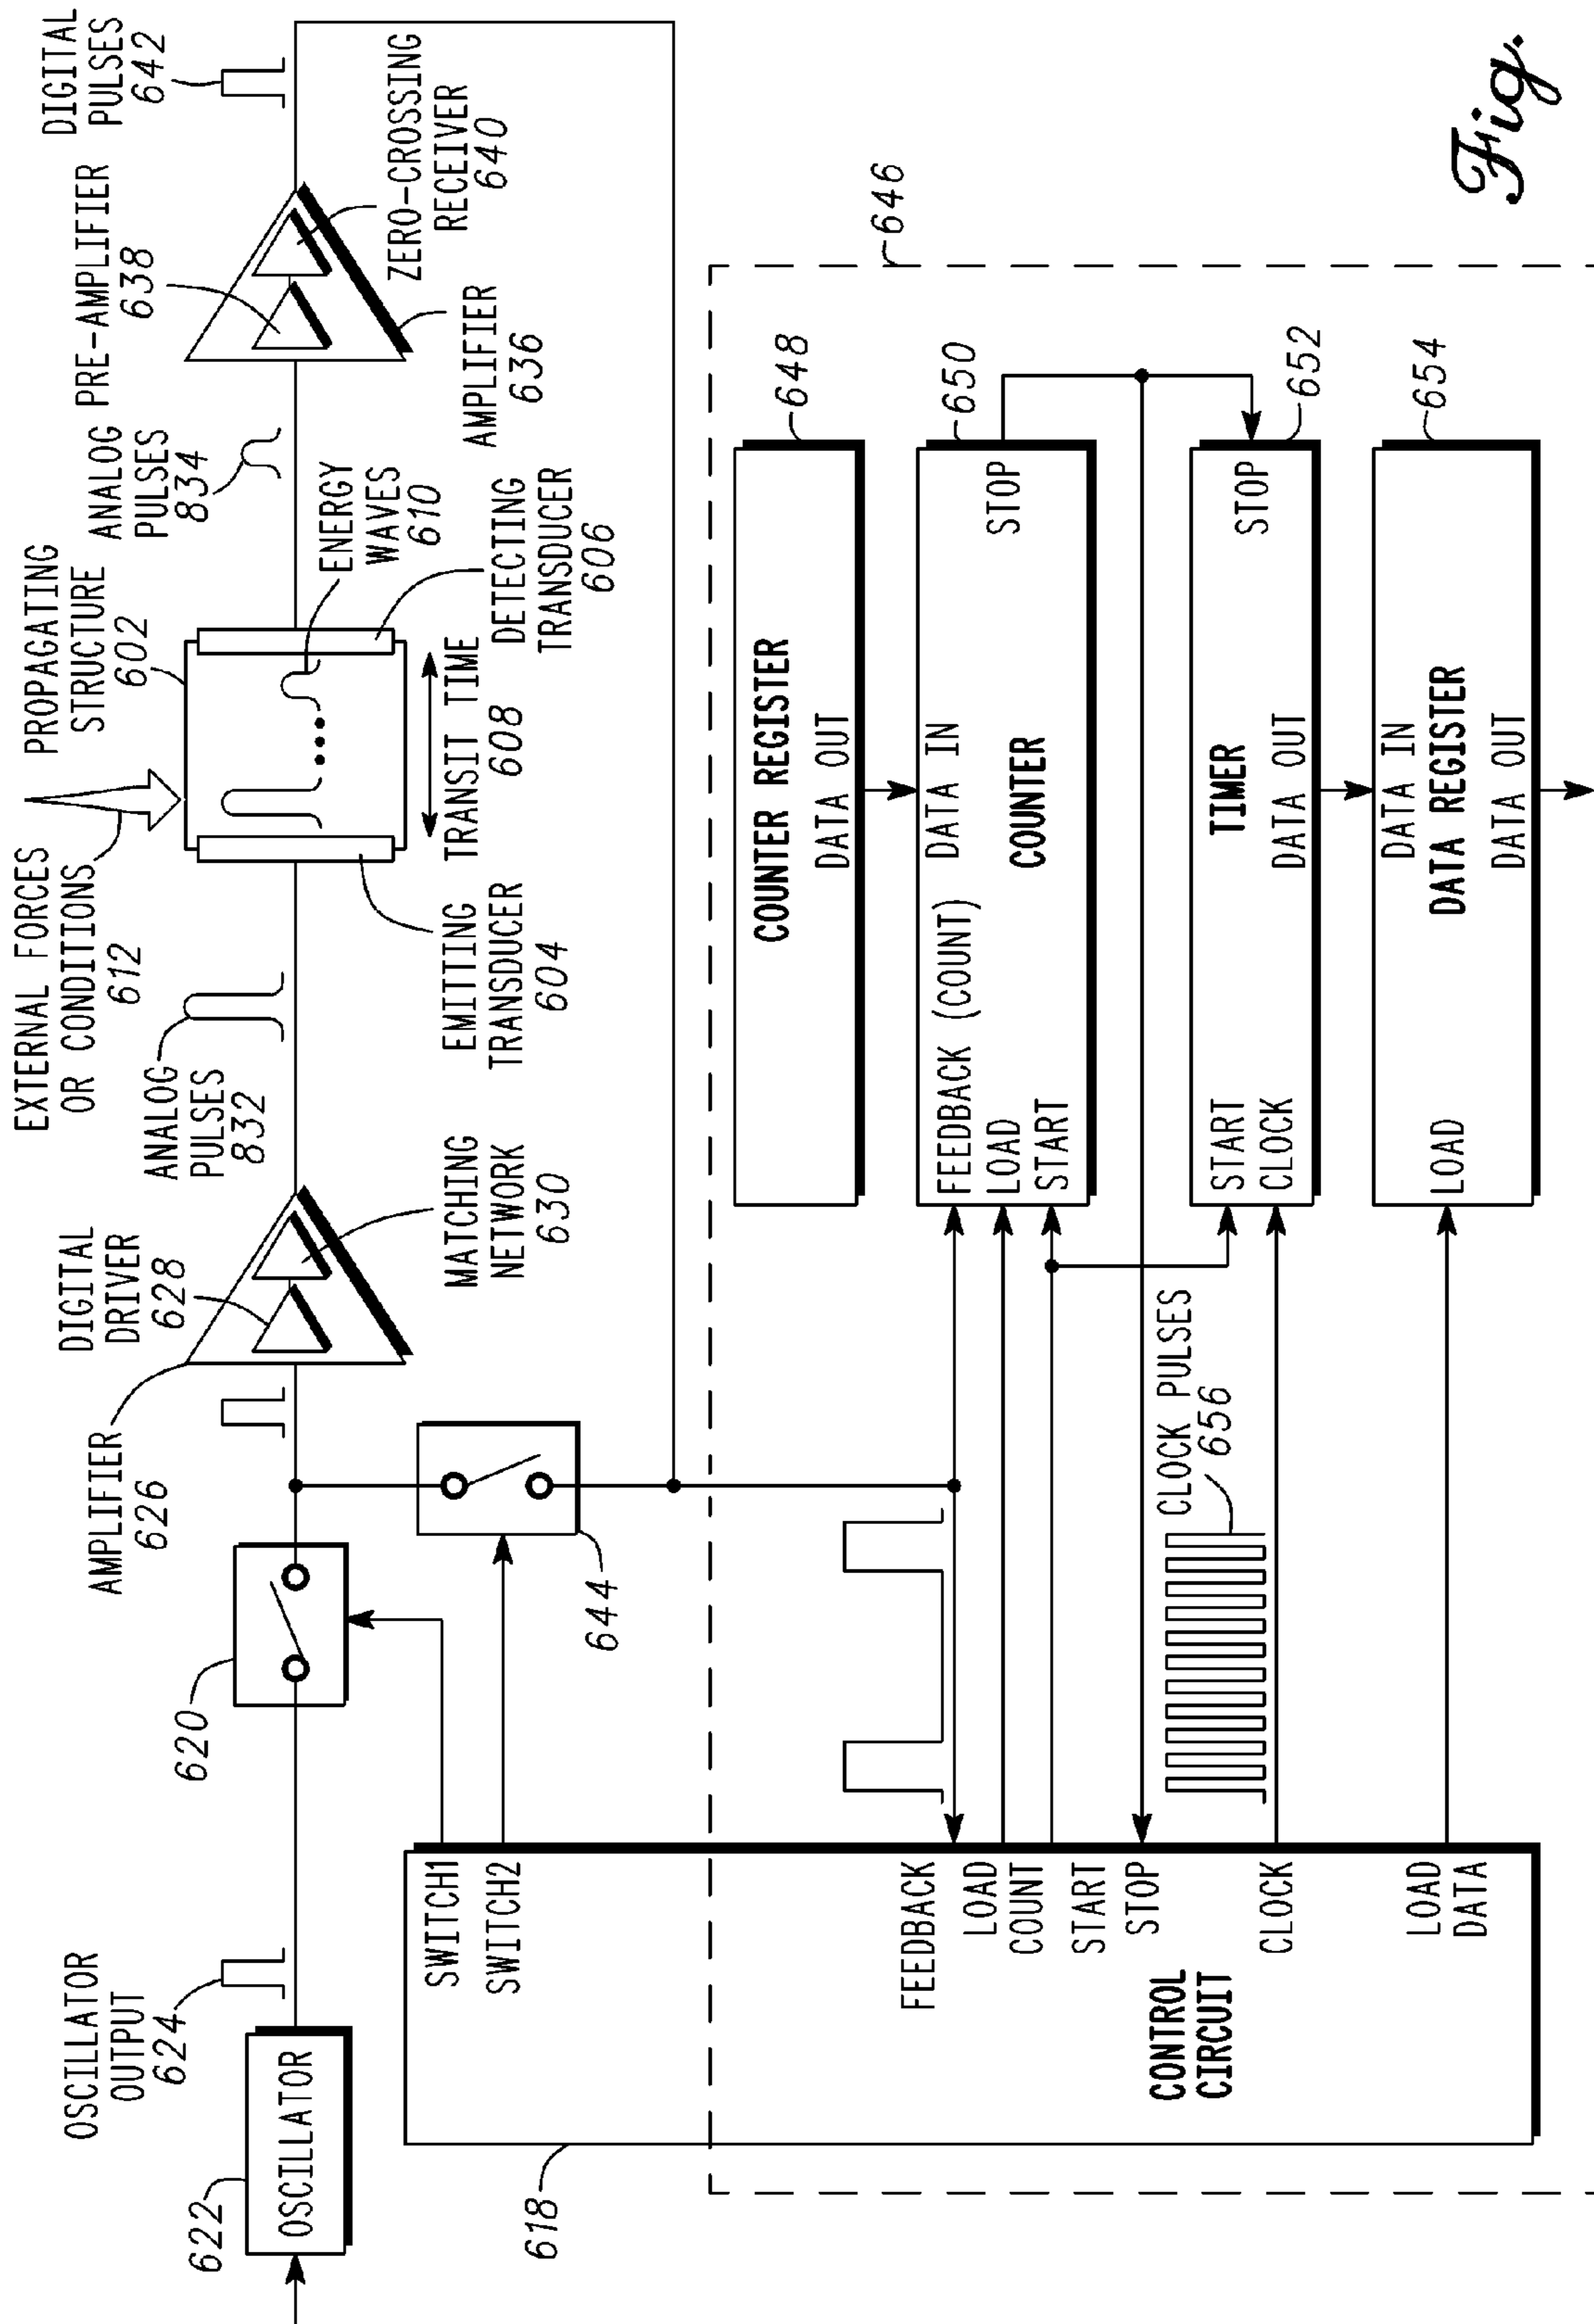 EXTERNAL FORCES
OR CONDITIONS
612
PROPAGATING
STRUCTURE
602
DIGITAL
PULSES
642
PRE-AMPLIFIER
638
ANALOG
PULSES
834
ANALOG
PULSES
832
DIGITAL
DRIVER
628
OSCILLATOR
OUTPUT
624
622
OSCILLATOR
620
AMPLIFIER
626
MATCHING
NETWORK
630
EMITTING
TRANSDUCER
604
TRANSIT TIME
608
ENERGY
WAVES
610
DETECTING
TRANSDUCER
606
AMPLIFIER
636
ZERO-CROSSING
RECEIVER
640
644
618
646
SWITCH1
SWITCH2
FEEDBACK
LOAD
COUNT
START
STOP
CLOCK
LOAD
DATA
CONTROL
CIRCUIT
CLOCK PULSES
656
COUNTER REGISTER
DATA OUT
648
FEEDBACK (COUNT)
LOAD
START
DATA IN
COUNTER
STOP
650
START
CLOCK
TIMER
DATA OUT
STOP
652
LOAD
DATA IN
DATA REGISTER
DATA OUT
654
Fig.